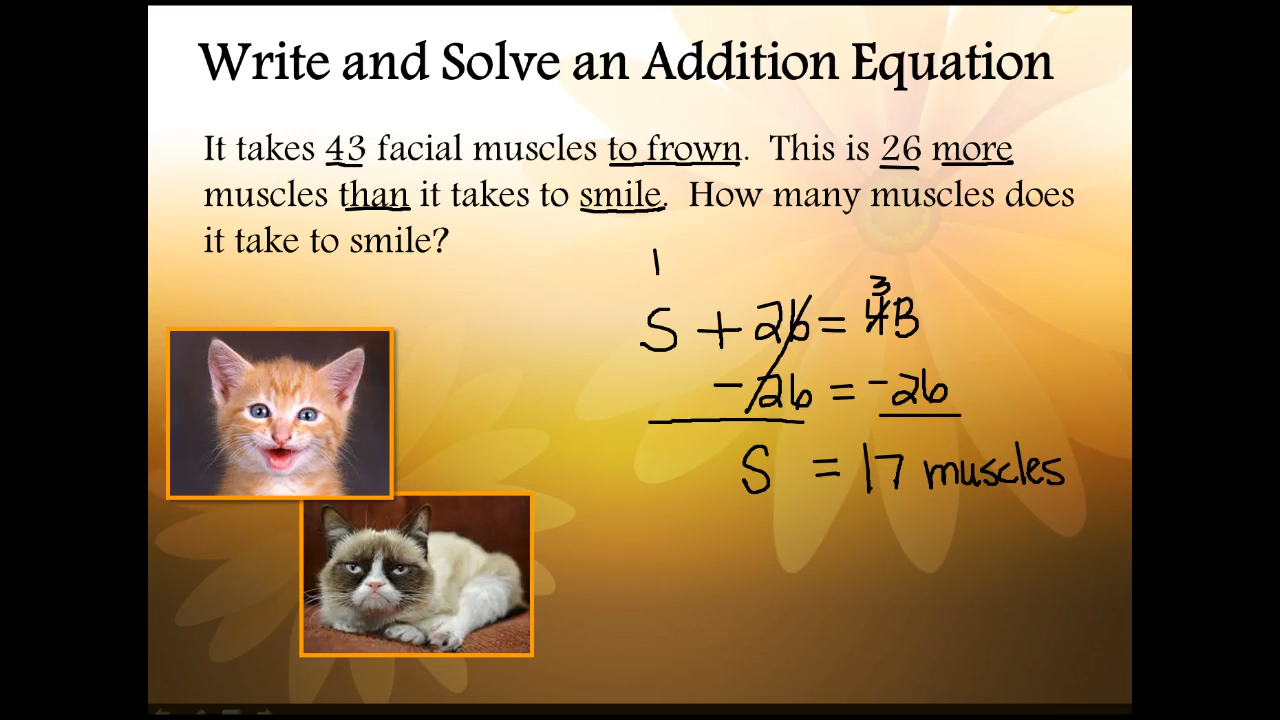 Write and Solve an Addition Equation
It takes 43 facial muscles to frown. This is 26 more
muscles than it takes to smile. How many muscles does
it take to smile?
1
3
S + 26 = 43
- 26 = - 26
S = 17 muscles